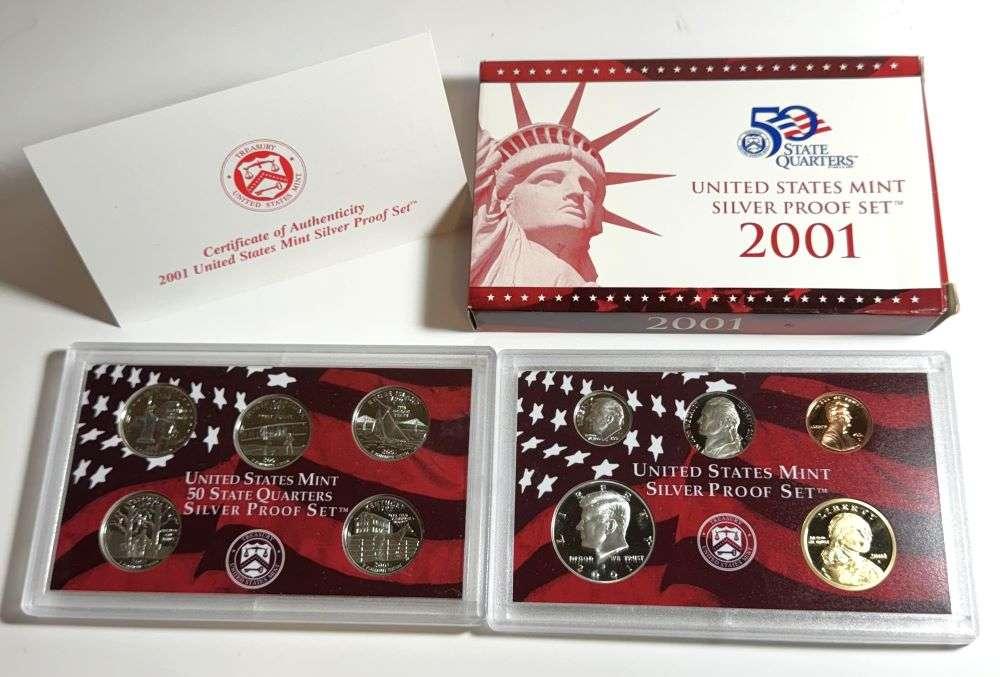 TREASURY
UNITED STATES MINT
Certificate of Authenticity
2001 United States Mint Silver Proof Set™
50
STATE
QUARTERS™
UNITED STATES MINT
SILVER PROOF SET™
2001
2001
UNITED STATES MINT
50 STATE QUARTERS
SILVER PROOF SET™
2001
UNITED STATES MINT
SILVER PROOF SET™
LIBERTY